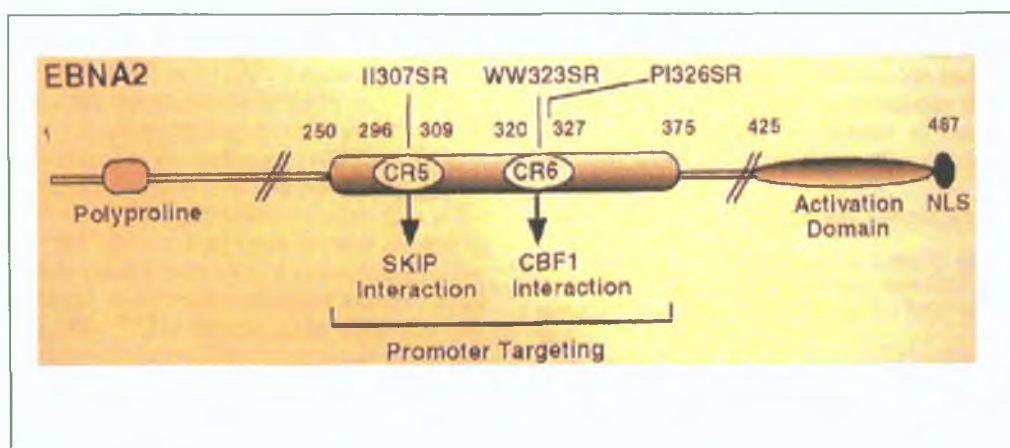 EBNA2
II307SR WW323SR PI326SR
1 250 296 309 320 327 375 425 487
CR5 CR6
Polyproline
Activation Domain
NLS
SKIP Interaction
CBF1 Interaction
Promoter Targeting